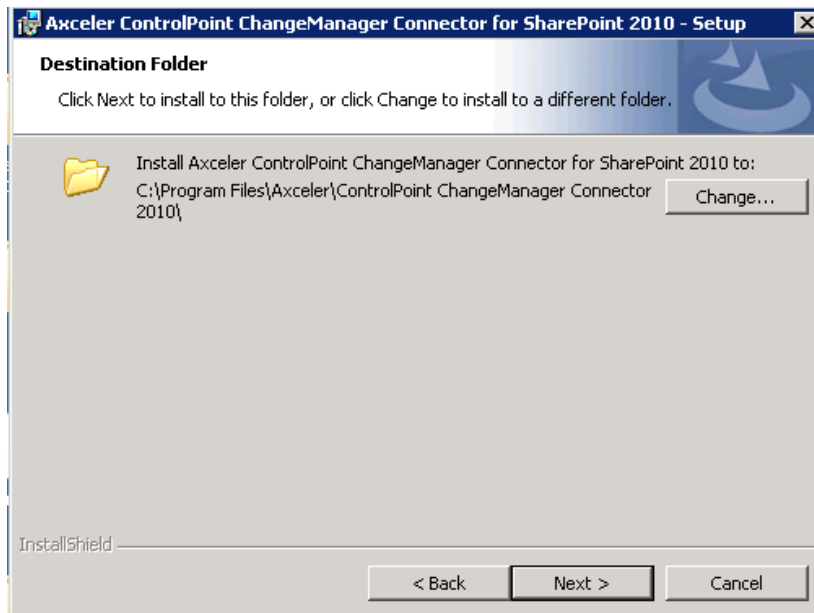 Axceler ControlPoint ChangeManager Connector for SharePoint 2010 - Setup
Destination Folder
Click Next to install to this folder, or click Change to install to a different folder.
Install Axceler ControlPoint ChangeManager Connector for SharePoint 2010 to:
C:\Program Files\Axceler\ControlPoint ChangeManager Connector
2010\
Change...
InstallShield
< Back
Next >
Cancel